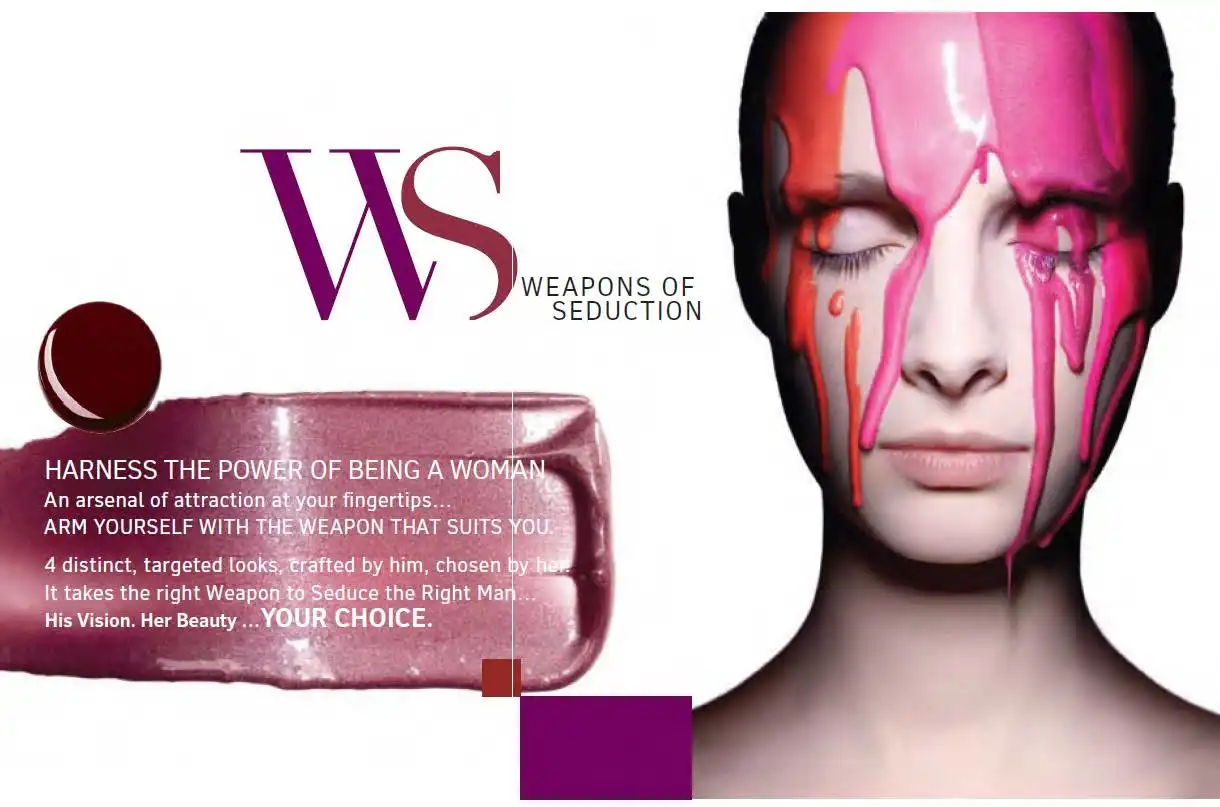 WS
WEAPONS OF
SEDUCTION
HARNESS THE POWER OF BEING A WOMAN
An arsenal of attraction at your fingertips...
ARM YOURSELF WITH THE WEAPON THAT SUITS YOU.
4 distinct, targeted looks, crafted by him, chosen by her.
It takes the right Weapon to Seduce the Right Man...
His Vision. Her Beauty ...YOUR CHOICE.